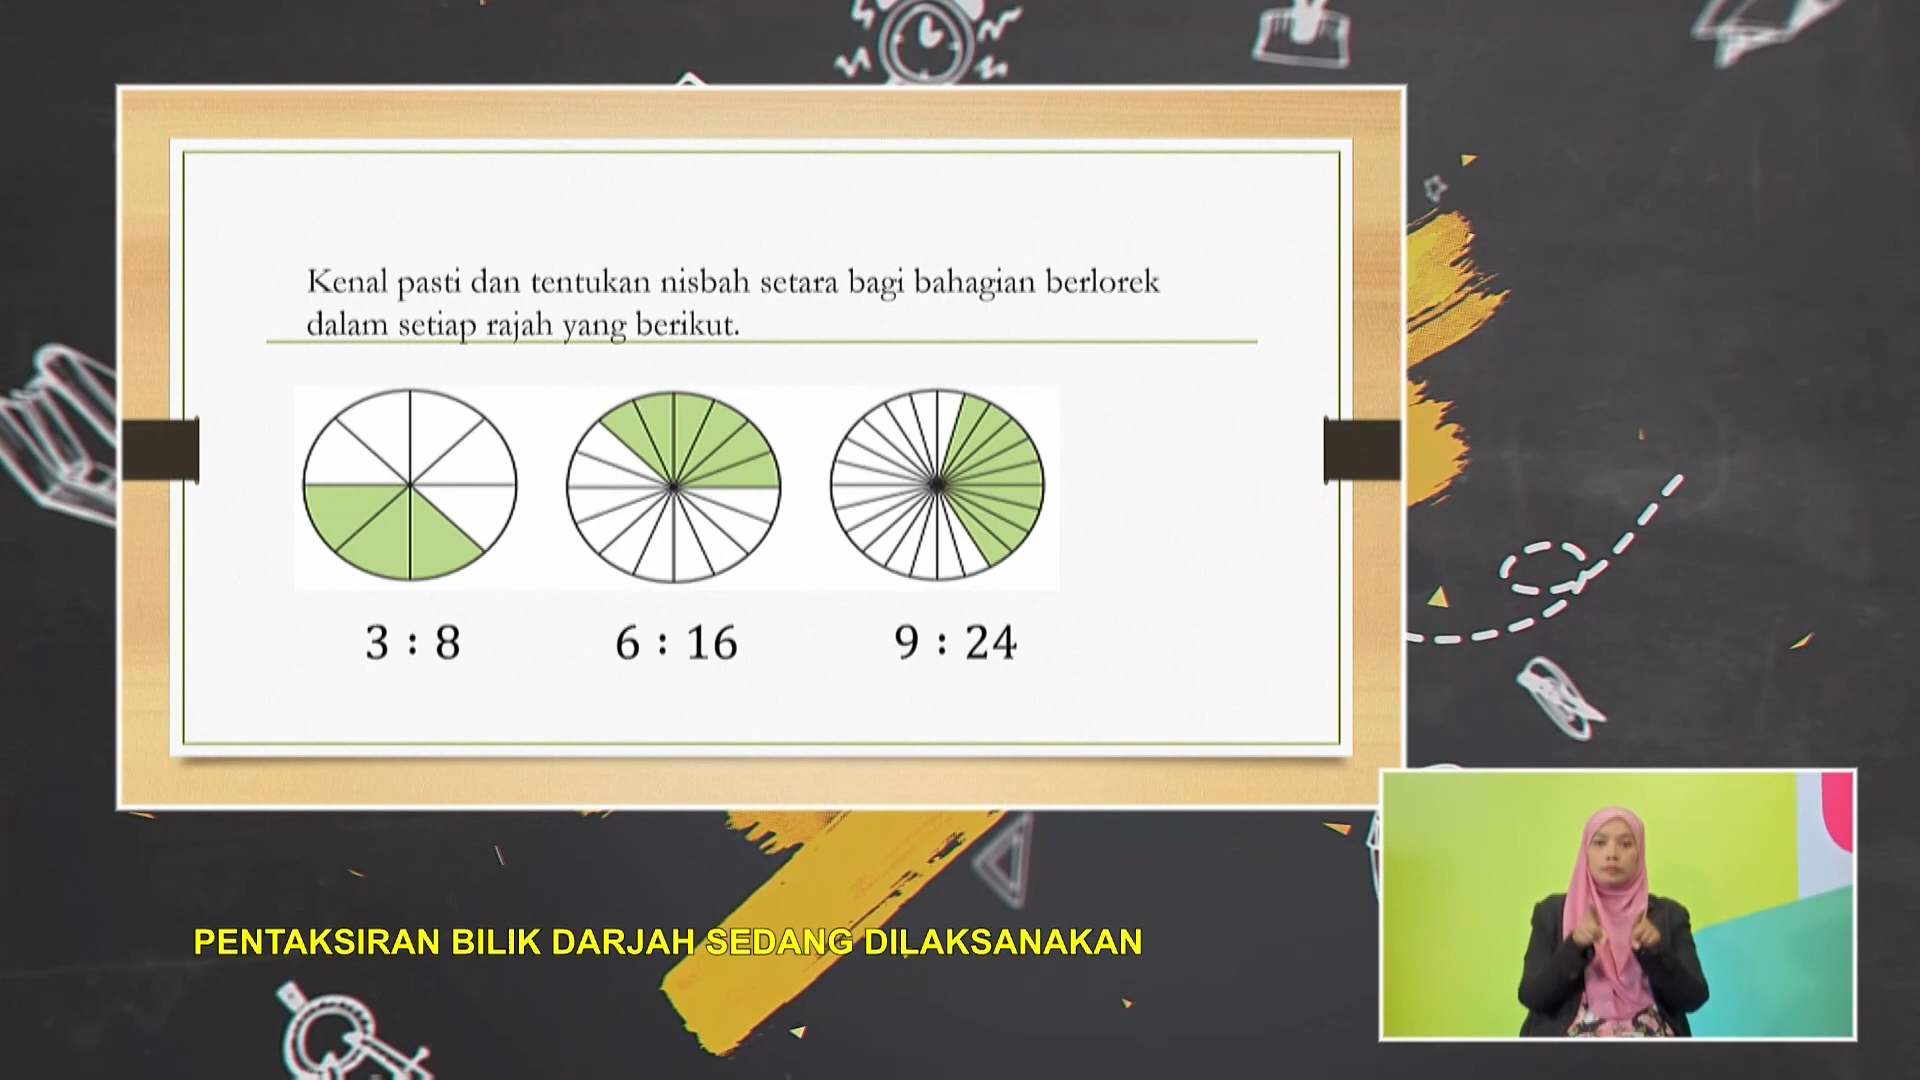 Kenal pasti dan tentukan nisbah setara bagi bahagian berlorek
dalam setiap rajah yang berikut.
3 : 8
6 : 16
9 : 24
PENTAKSIRAN BILIK DARJAH SEDANG DILAKSANAKAN